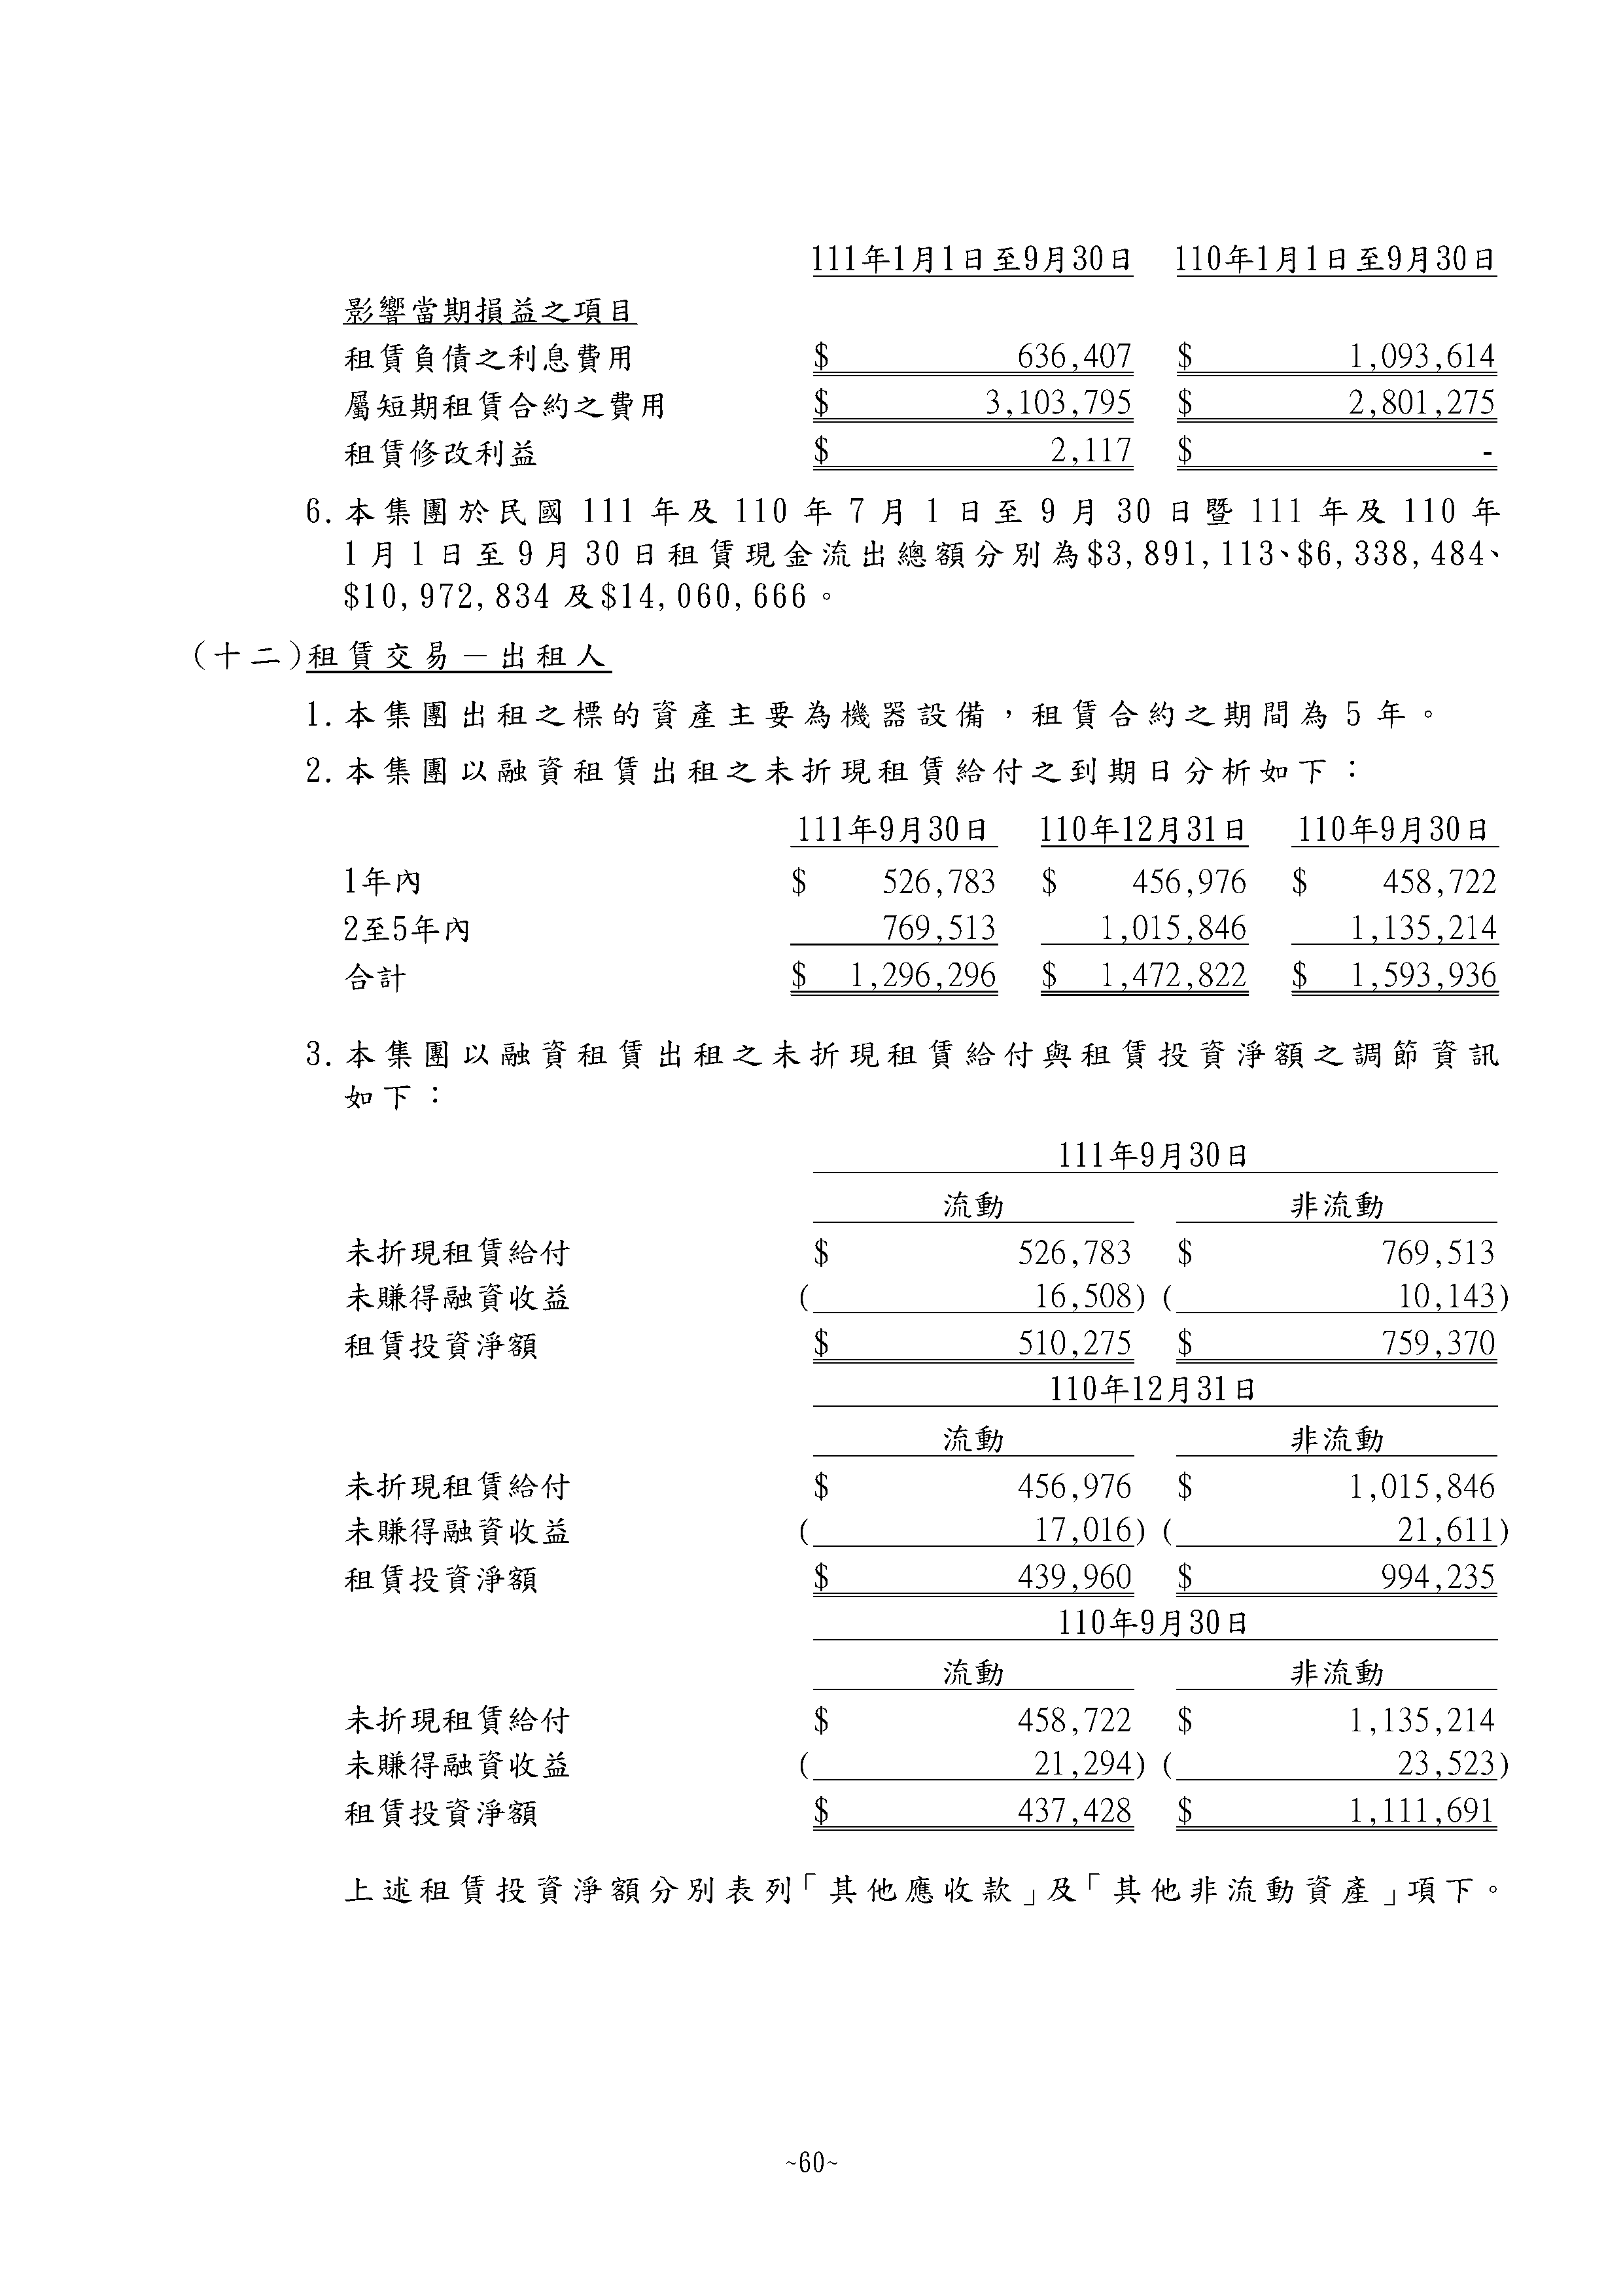 111年1月1日至9月30日 110年1月1日至9月30日
影響當期損益之項目
租賃負債之利息費用 $ 636,407 $ 1,093,614
屬短期租賃合約之費用 $ 3,103,795 $ 2,801,275
租賃修改利益 $ 2,117 $ -
6. 本集團於民國 111 年及 110 年 7 月 1 日至 9 月 30 日暨 111 年及 110 年
1 月 1 日至 9 月 30 日租賃現金流出總額分別為$3,891,113、$6,338,484、
$10,972,834 及$14,060,666。
(十二)租賃交易－出租人
1. 本集團出租之標的資產主要為機器設備，租賃合約之期間為 5 年。
2. 本集團以融資租賃出租之未折現租賃給付之到期日分析如下：
111年9月30日 110年12月31日 110年9月30日
1年內 $ 526,783 $ 456,976 $ 458,722
2至5年內 769,513 1,015,846 1,135,214
合計 $ 1,296,296 $ 1,472,822 $ 1,593,936
3. 本集團以融資租賃出租之未折現租賃給付與租賃投資淨額之調節資訊
如下：
111年9月30日
流動 非流動
未折現租賃給付 $ 526,783 $ 769,513
未賺得融資收益 ( 16,508) ( 10,143)
租賃投資淨額 $ 510,275 $ 759,370
110年12月31日
流動 非流動
未折現租賃給付 $ 456,976 $ 1,015,846
未賺得融資收益 ( 17,016) ( 21,611)
租賃投資淨額 $ 439,960 $ 994,235
110年9月30日
流動 非流動
未折現租賃給付 $ 458,722 $ 1,135,214
未賺得融資收益 ( 21,294) ( 23,523)
租賃投資淨額 $ 437,428 $ 1,111,691
上述租賃投資淨額分別表列「其他應收款」及「其他非流動資產」項下。
~60~